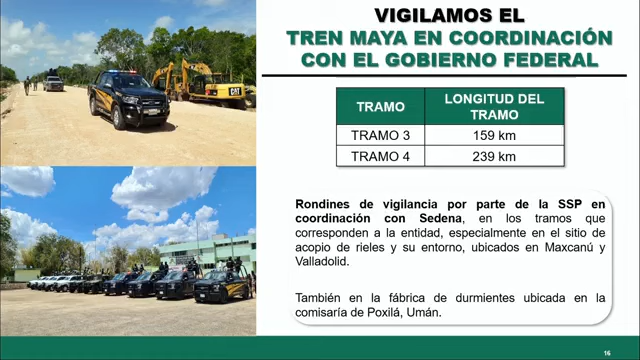 VIGILAMOS EL
TREN MAYA EN COORDINACIÓN
CON EL GOBIERNO FEDERAL
TRAMO LONGITUD DEL TRAMO
TRAMO 3 159 km
TRAMO 4 239 km
Rondines de vigilancia por parte de la SSP en
coordinación con Sedena, en los tramos que
corresponden a la entidad, especialmente en el sitio de
acopio de rieles y su entorno, ubicados en Maxcanú y
Valladolid.
También en la fábrica de durmientes ubicada en la
comisaría de Poxilá, Umán.
CAT
16